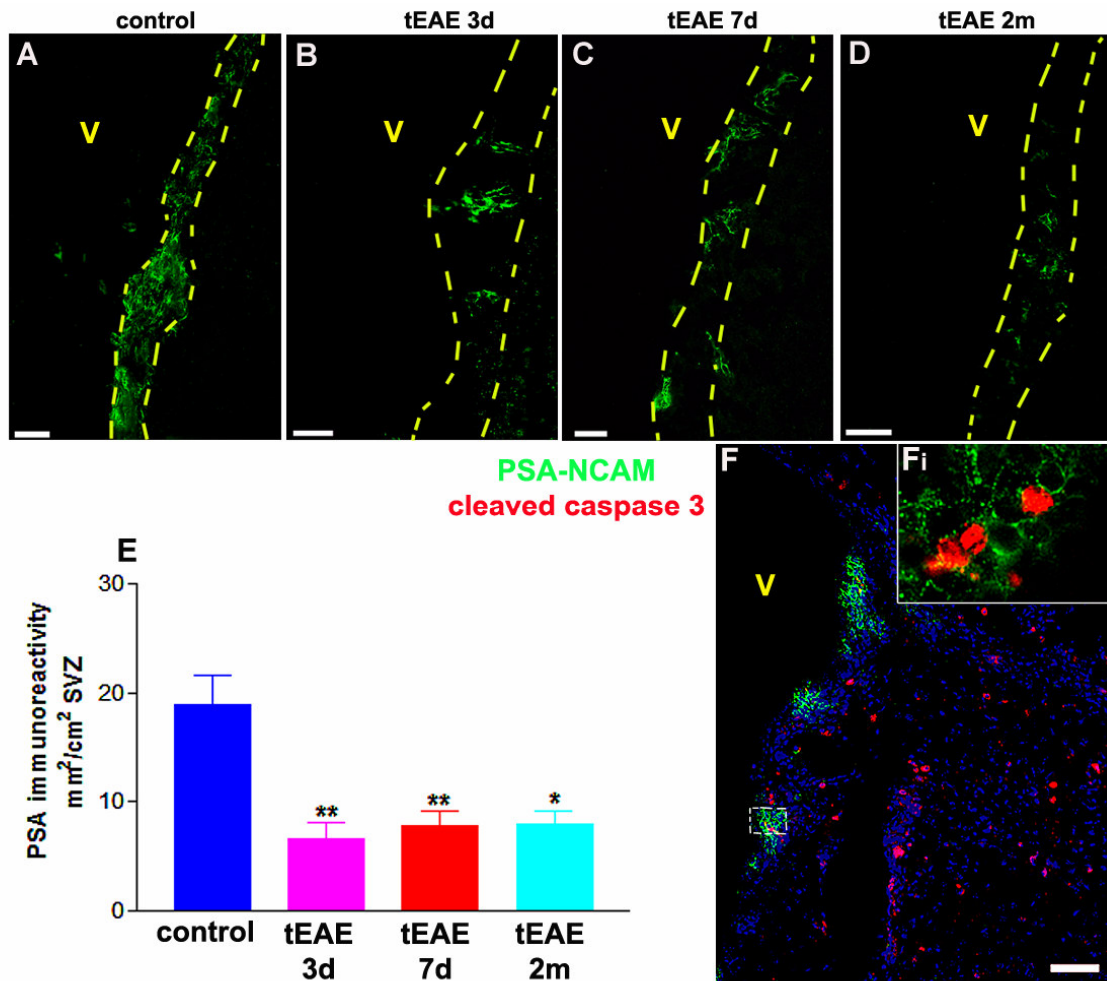 control
tEAE 3d
tEAE 7d
tEAE 2m
A
B
C
D
V
V
V
V
PSA-NCAM
cleaved caspase 3
E
PSA immunoreactivity
mm²/cm² SVZ
30
20
10
0
**
**
*
control
tEAE
3d
tEAE
7d
tEAE
2m
F
Fi
V